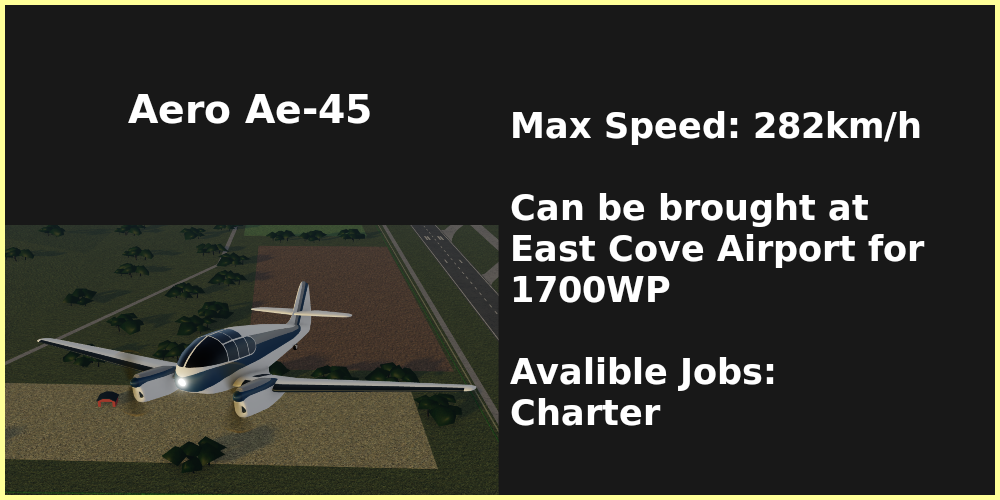 Aero Ae-45
Max Speed: 282km/h
Can be brought at
East Cove Airport for
1700WP
Avalible Jobs:
Charter